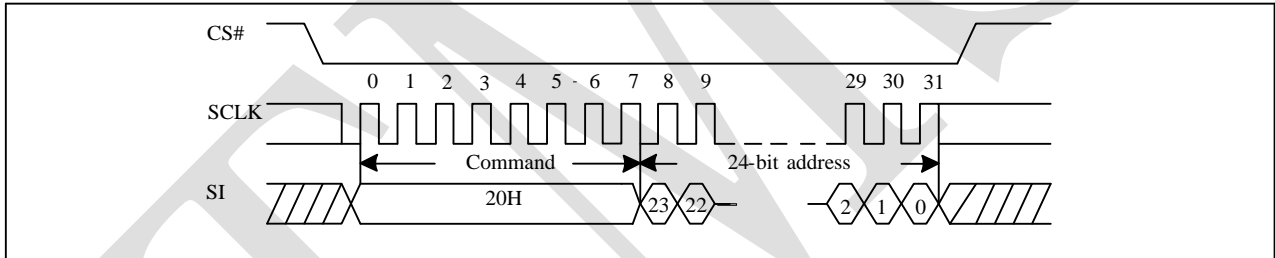 CS#
0 1 2 3 4 5 6 7 8 9 29 30 31
SCLK
Command 24-bit address
SI 20H 23 22 2 1 0